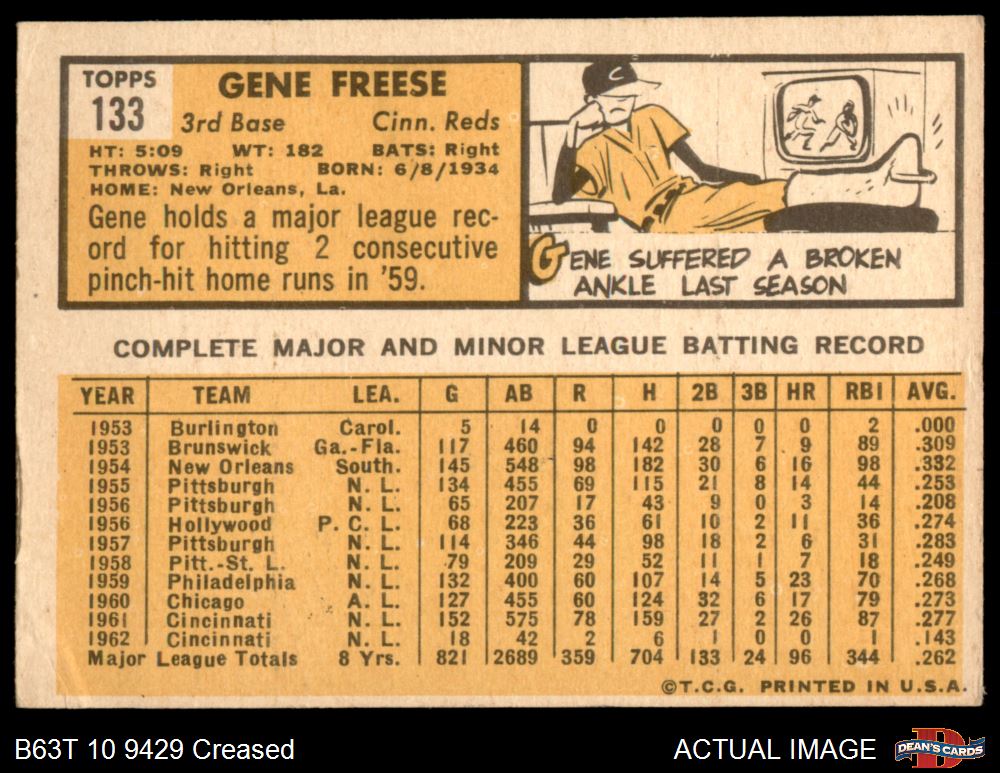 TOPPS
133
GENE FREESE
3rd Base Cinn. Reds
HT: 5:09 WT: 182 BATS: Right
THROWS: Right BORN: 6/8/1934
HOME: New Orleans, La.
Gene holds a major league rec-
ord for hitting 2 consecutive
pinch-hit home runs in '59.
C
GENE SUFFERED A BROKEN
ANKLE LAST SEASON
COMPLETE MAJOR AND MINOR LEAGUE BATTING RECORD
YEAR TEAM LEA. G AB R H 2B 3B HR RBI AVG.
1953 Burlington Carol. 5 14 0 0 0 0 0 2 .000
1953 Brunswick Ga.-Fla. 117 460 94 142 28 7 9 89 .309
1954 New Orleans South. 145 548 98 182 30 6 16 98 .332
1955 Pittsburgh N. L. 134 455 69 115 21 8 14 44 .253
1956 Pittsburgh N. L. 65 207 17 43 9 0 3 14 .208
1956 Hollywood P. C. L. 68 223 36 61 10 2 11 36 .274
1957 Pittsburgh N. L. 114 346 44 98 18 2 6 31 .283
1958 Pitt.-St. L. N. L. 79 209 29 52 11 1 7 18 .249
1959 Philadelphia N. L. 132 400 60 107 14 5 23 70 .268
1960 Chicago A. L. 127 455 60 124 32 6 17 79 .273
1961 Cincinnati N. L. 152 575 78 159 27 2 26 87 .277
1962 Cincinnati N. L. 18 42 2 6 1 0 0 1 .143
Major League Totals 8 Yrs. 821 2689 359 704 133 24 96 344 .262
©T.C.G. PRINTED IN U.S.A.
B63T 10 9429 Creased ACTUAL IMAGE
DEAN'S CARDS